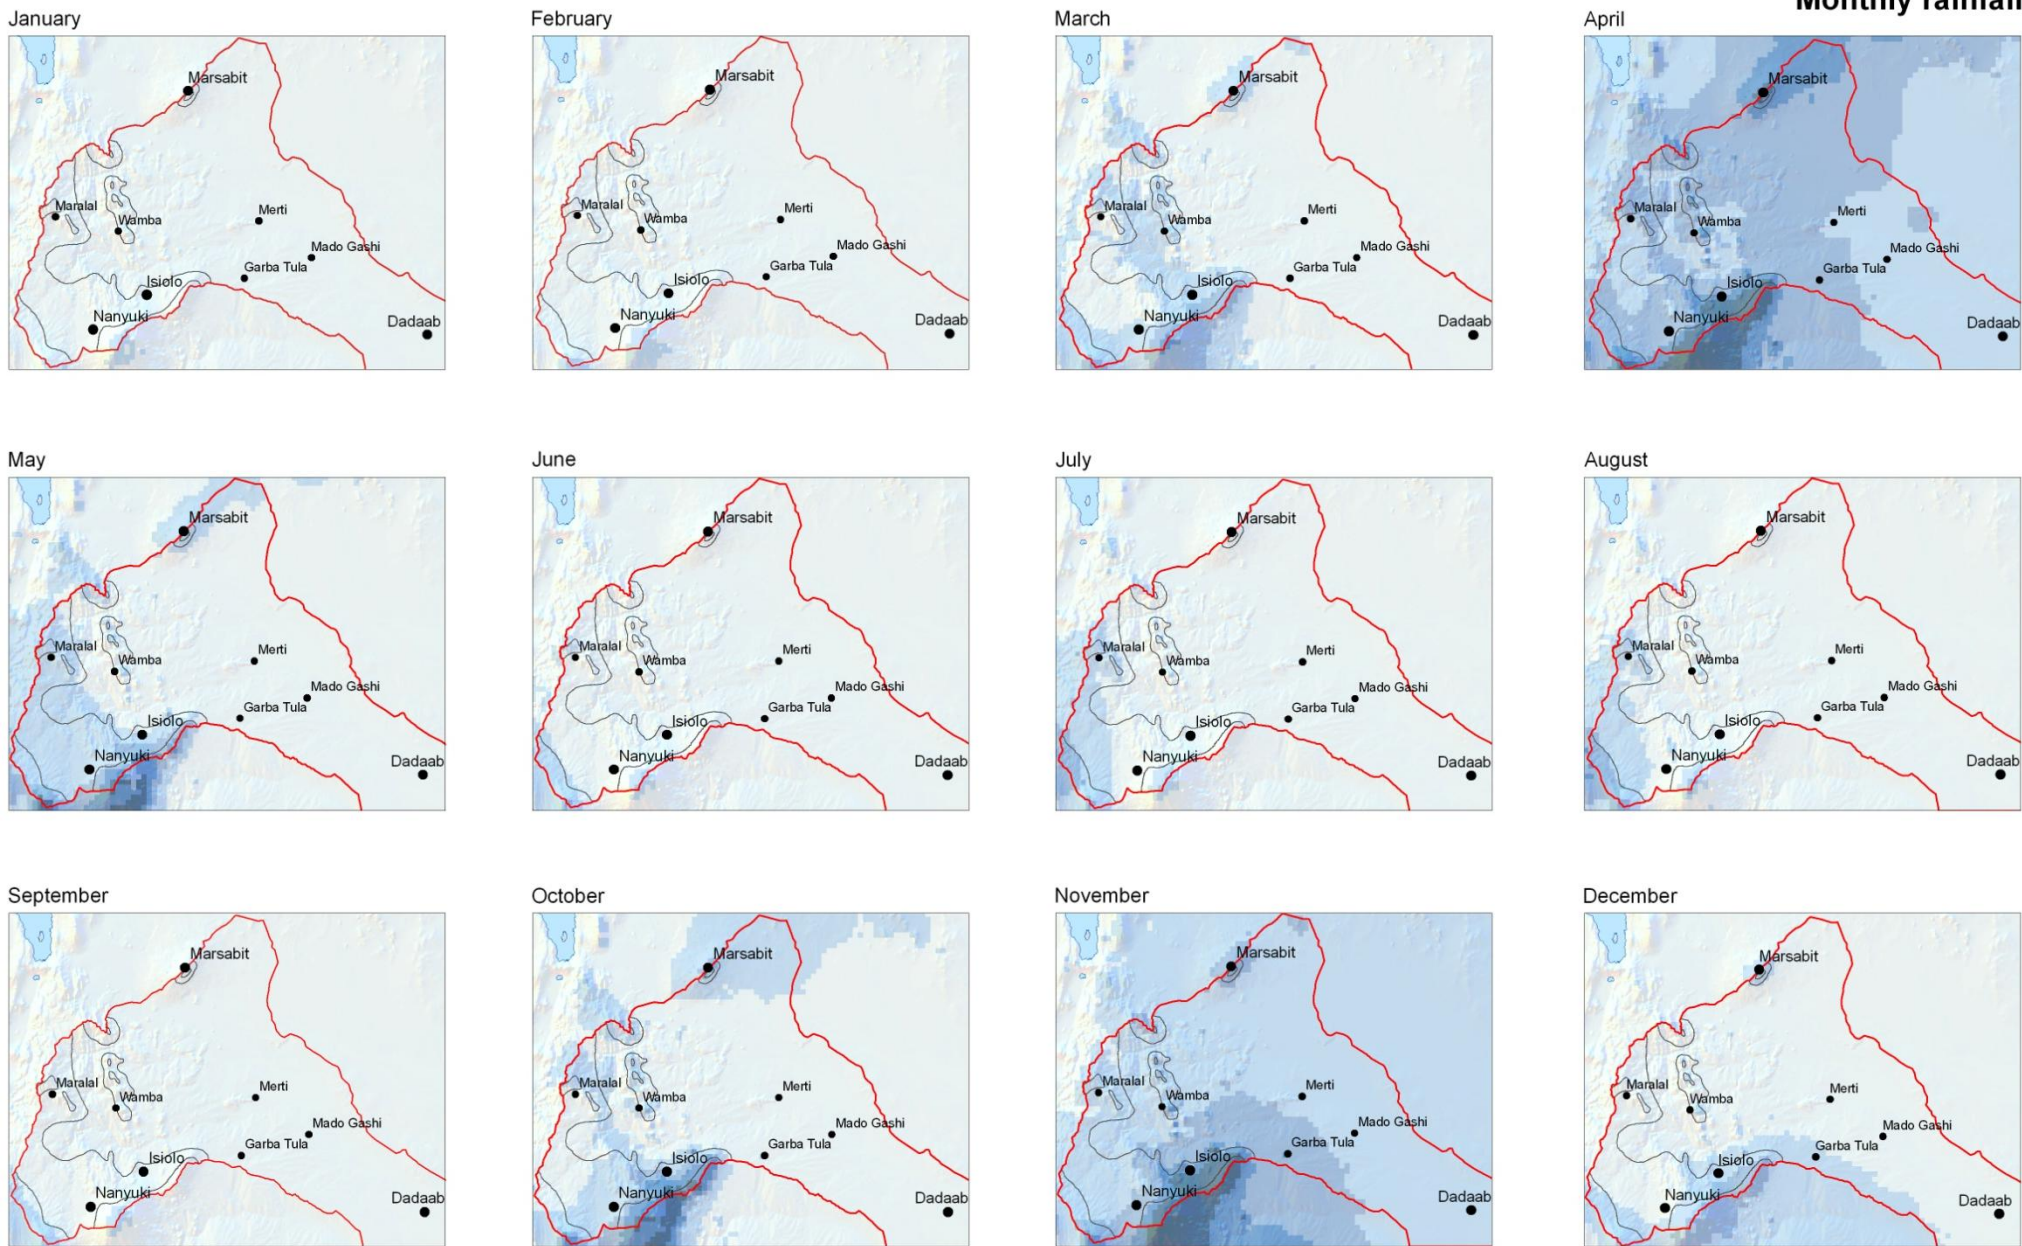 Monthly rainfall
January
February
March
April
Marsabit
Maralal
Wamba
Merti
Mado Gashi
Garba Tula
Isiolo
Nanyuki
Dadaab
Marsabit
Maralal
Wamba
Merti
Mado Gashi
Garba Tula
Isiolo
Nanyuki
Dadaab
Marsabit
Maralal
Wamba
Merti
Mado Gashi
Garba Tula
Isiolo
Nanyuki
Dadaab
Marsabit
Maralal
Wamba
Merti
Mado Gashi
Garba Tula
Isiolo
Nanyuki
Dadaab
May
June
July
August
Marsabit
Maralal
Wamba
Merti
Mado Gashi
Garba Tula
Isiolo
Nanyuki
Dadaab
Marsabit
Maralal
Wamba
Merti
Mado Gashi
Garba Tula
Isiolo
Nanyuki
Dadaab
Marsabit
Maralal
Wamba
Merti
Mado Gashi
Garba Tula
Isiolo
Nanyuki
Dadaab
Marsabit
Maralal
Wamba
Merti
Mado Gashi
Garba Tula
Isiolo
Nanyuki
Dadaab
September
October
November
December
Marsabit
Maralal
Wamba
Merti
Mado Gashi
Garba Tula
Isiolo
Nanyuki
Dadaab
Marsabit
Maralal
Wamba
Merti
Mado Gashi
Garba Tula
Isiolo
Nanyuki
Dadaab
Marsabit
Maralal
Wamba
Merti
Mado Gashi
Garba Tula
Isiolo
Nanyuki
Dadaab
Marsabit
Maralal
Wamba
Merti
Mado Gashi
Garba Tula
Isiolo
Nanyuki
Dadaab